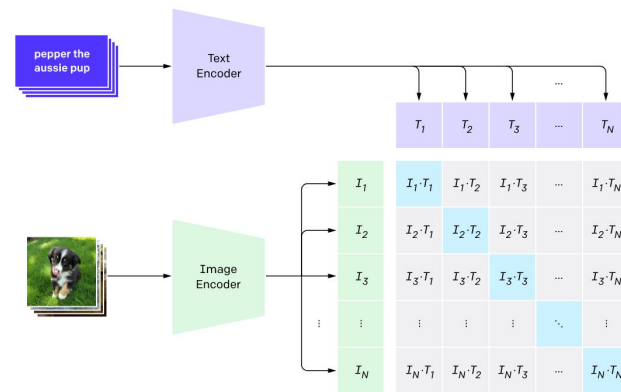 pepper the
aussie pup
Text
Encoder
...
T1 T2 T3 ... TN
I1 I1·T1 I1·T2 I1·T3 ... I1·TN
I2 I2·T1 I2·T2 I2·T3 ... I2·TN
Image
Encoder
I3 I3·T1 I3·T2 I3·T3 ... I3·TN
⋮ ⋮ ⋮ ⋮ ⋮ ⋱ ⋮
IN IN·T1 IN·T2 IN·T3 ... IN·TN